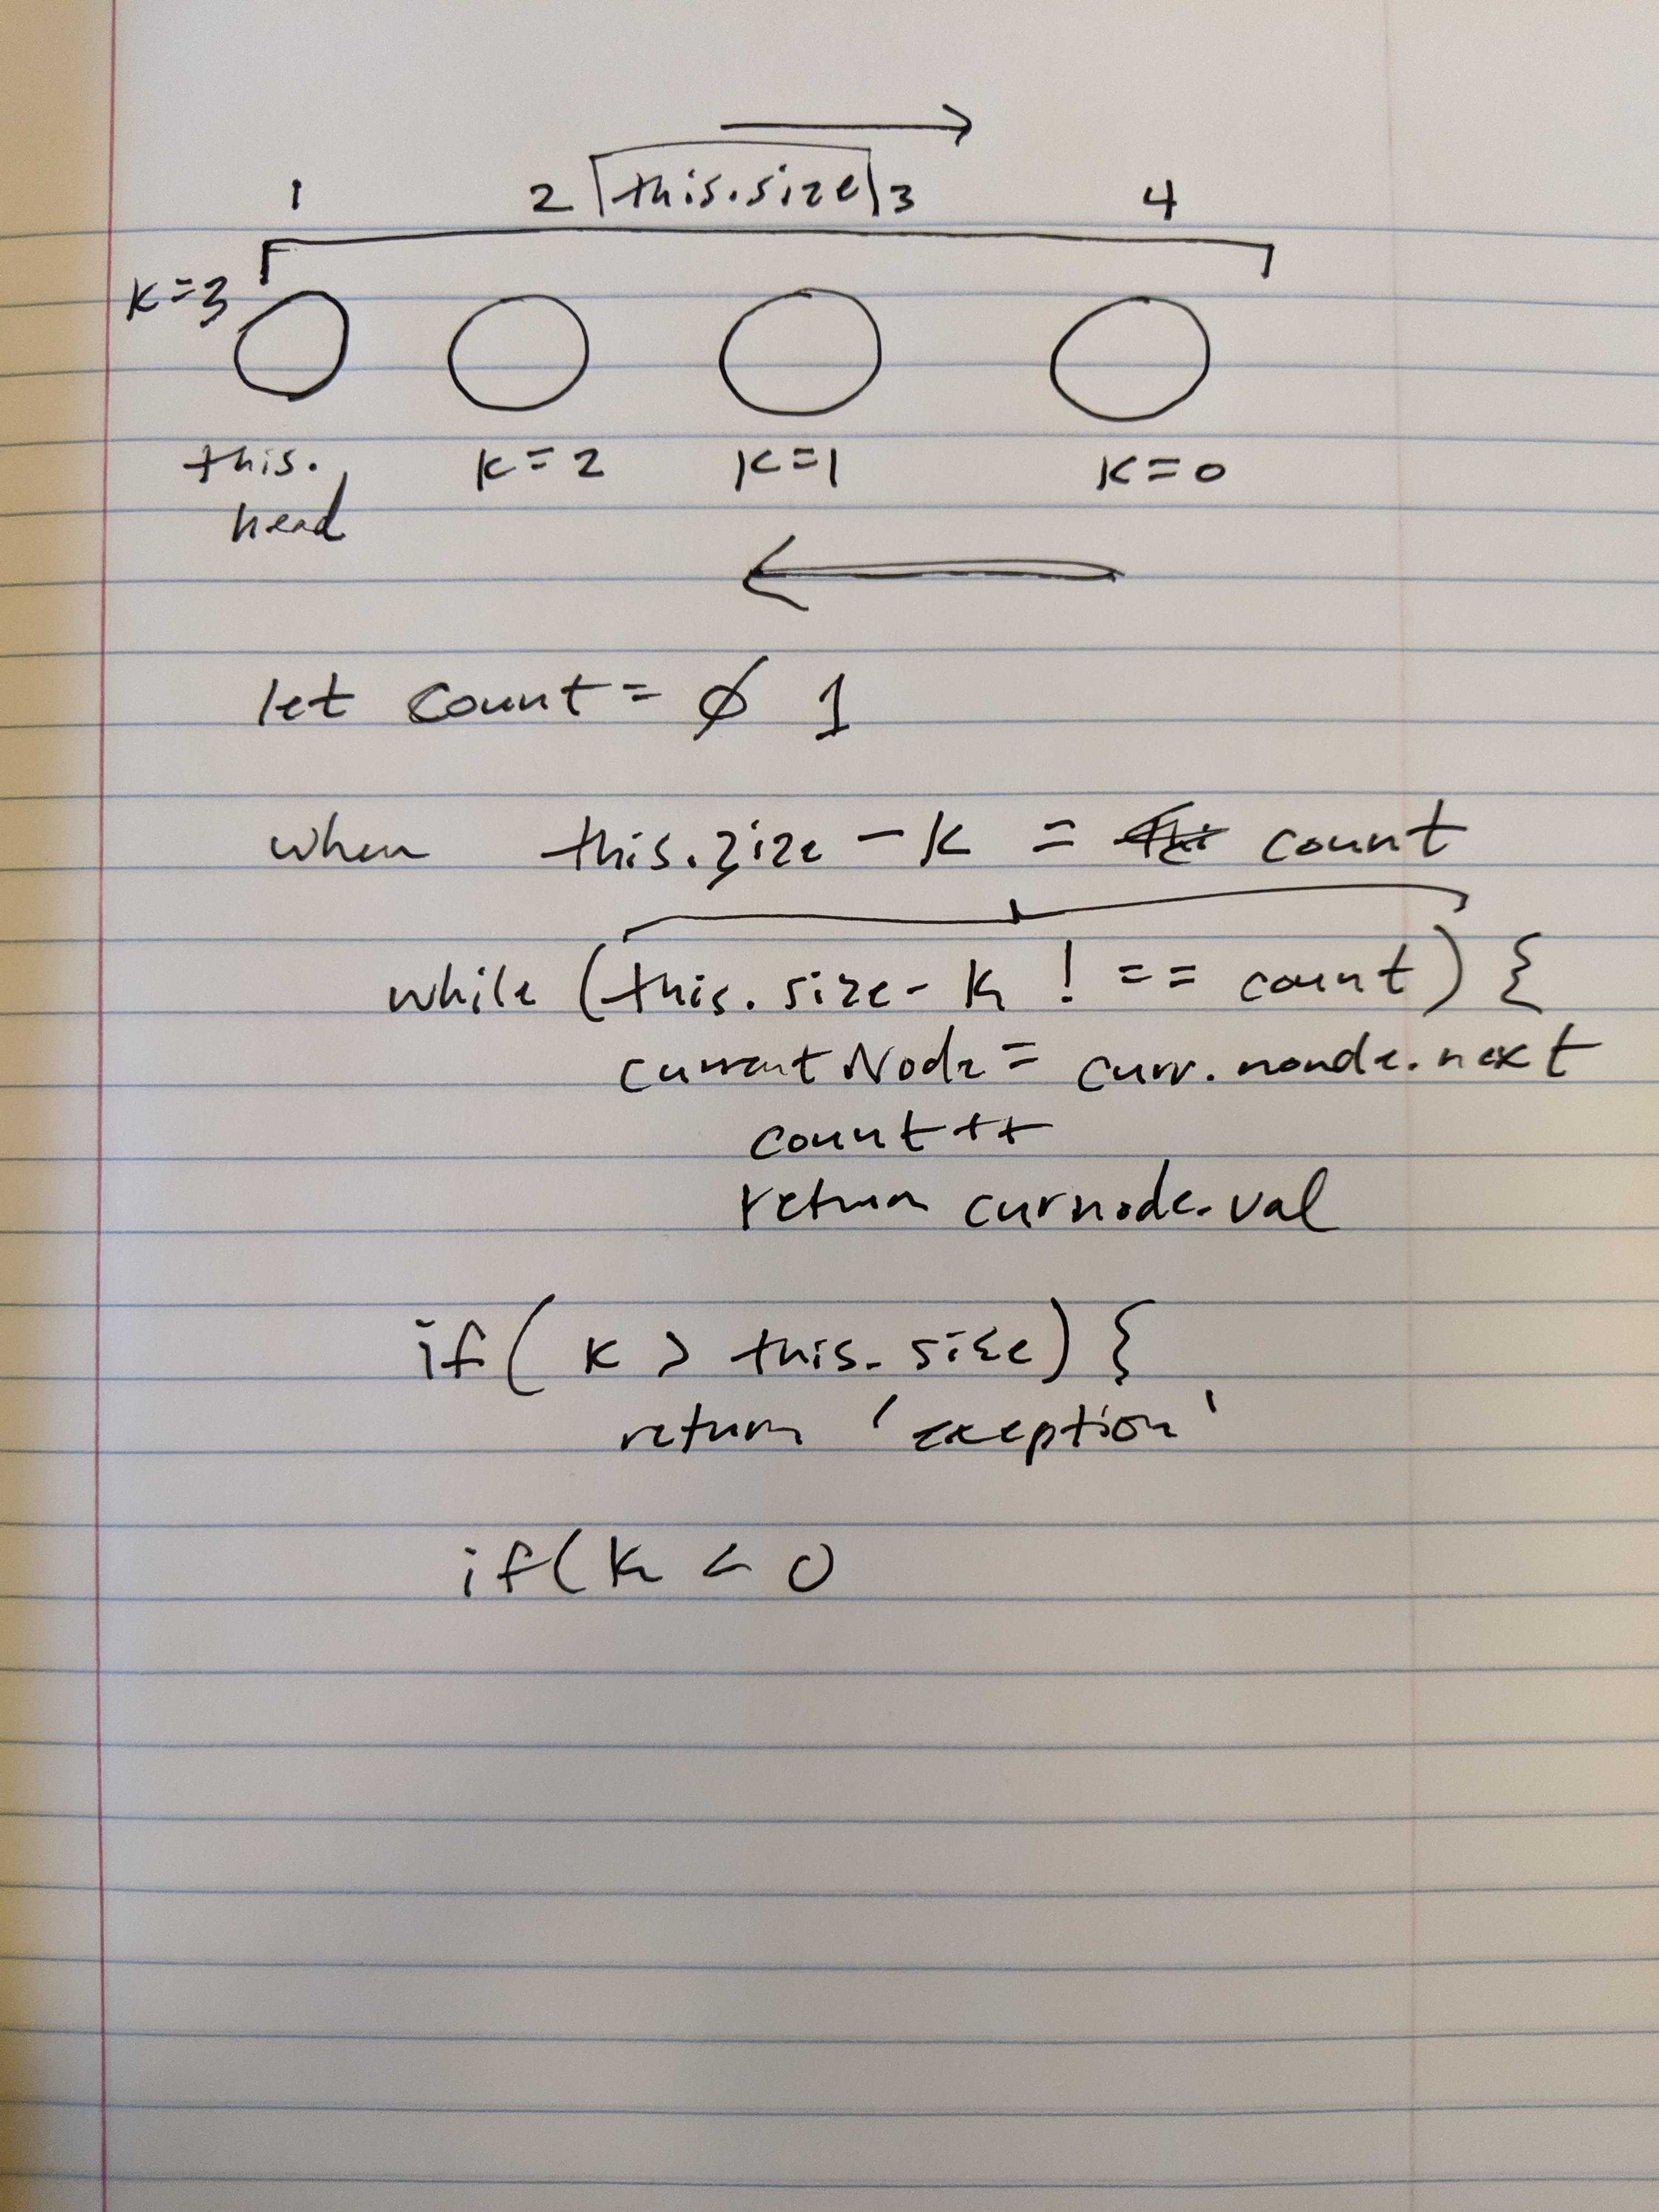 1 2 this.size 3 4
k=3
this. k=2 k=1 k=0
head
let count = 0 1
when this.size - k = count
while (this.size - k ! == count) {
currentNode = curr.nonde.next
count ++
return curnode.val
if ( k > this.size) {
return 'exception'
if( k < 0